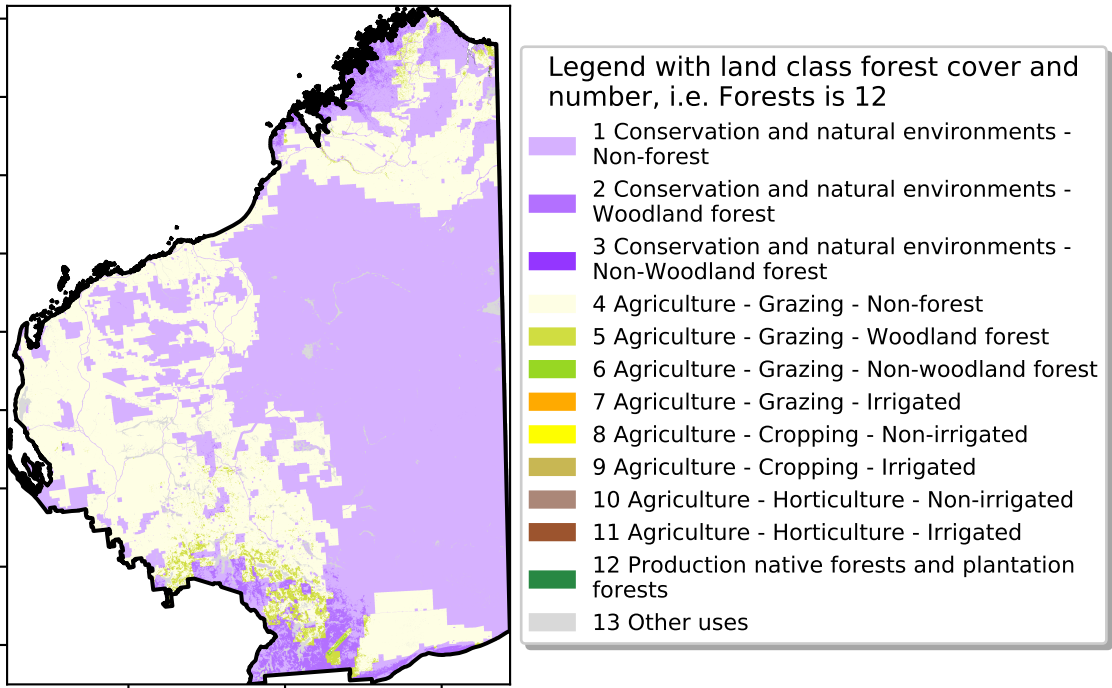 Legend with land class forest cover and
number, i.e. Forests is 12
1 Conservation and natural environments -
Non-forest
2 Conservation and natural environments -
Woodland forest
3 Conservation and natural environments -
Non-Woodland forest
4 Agriculture - Grazing - Non-forest
5 Agriculture - Grazing - Woodland forest
6 Agriculture - Grazing - Non-woodland forest
7 Agriculture - Grazing - Irrigated
8 Agriculture - Cropping - Non-irrigated
9 Agriculture - Cropping - Irrigated
10 Agriculture - Horticulture - Non-irrigated
11 Agriculture - Horticulture - Irrigated
12 Production native forests and plantation
forests
13 Other uses